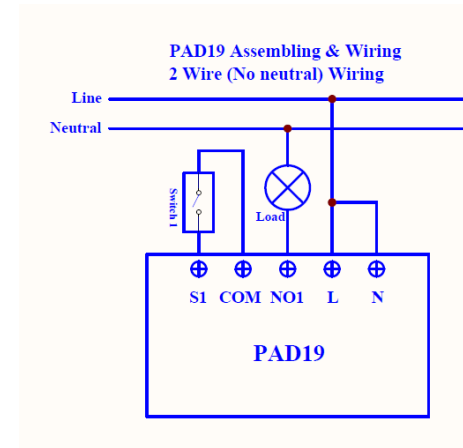 PAD19 Assembling & Wiring
2 Wire (No neutral) Wiring
Line
Neutral
Switch 1
Load
S1 COM NO1 L N
PAD19